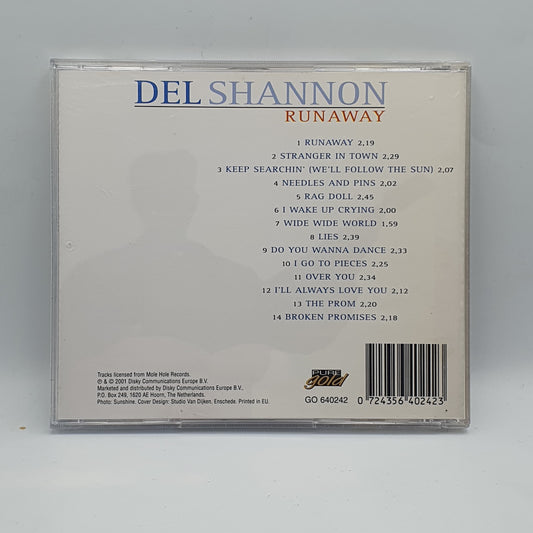 DEL SHANNON
RUNAWAY
1 RUNAWAY 2,19
2 STRANGER IN TOWN 2,29
3 KEEP SEARCHIN' (WE'LL FOLLOW THE SUN) 2,07
4 NEEDLES AND PINS 2,02
5 RAG DOLL 2,45
6 I WAKE UP CRYING 2,00
7 WIDE WIDE WORLD 1,59
8 LIES 2,39
9 DO YOU WANNA DANCE 2,33
10 I GO TO PIECES 2,25
11 OVER YOU 2,34
12 I'LL ALWAYS LOVE YOU 2,12
13 THE PROM 2,20
14 BROKEN PROMISES 2,18
Tracks licensed from Mole Hole Records.
℗ & © 2001 Disky Communications Europe B.V.
Marketed and distributed by Disky Communications Europe B.V.,
P.O. Box 249, 1620 AE Hoorn, The Netherlands.
Photo: Sunshine. Cover Design: Studio Van Dijken, Enschede. Printed in EU.
PURE
gold
GO 640242
0 724356 402423